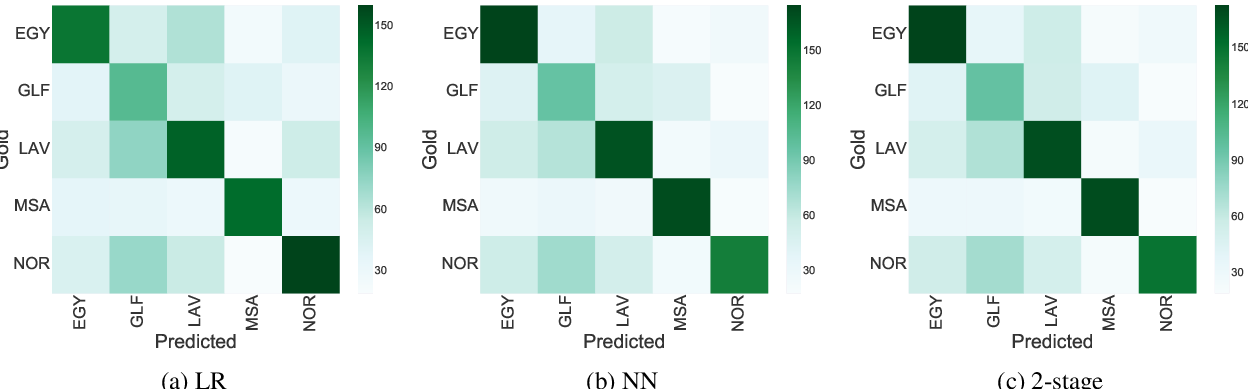 EGY
GLF
LAV
MSA
NOR
Gold
EGY
GLF
LAV
MSA
NOR
Predicted
150
120
90
60
30
(a) LR
EGY
GLF
LAV
MSA
NOR
Gold
EGY
GLF
LAV
MSA
NOR
Predicted
150
120
90
60
30
(b) NN
EGY
GLF
LAV
MSA
NOR
Gold
EGY
GLF
LAV
MSA
NOR
Predicted
150
120
90
60
30
(c) 2-stage